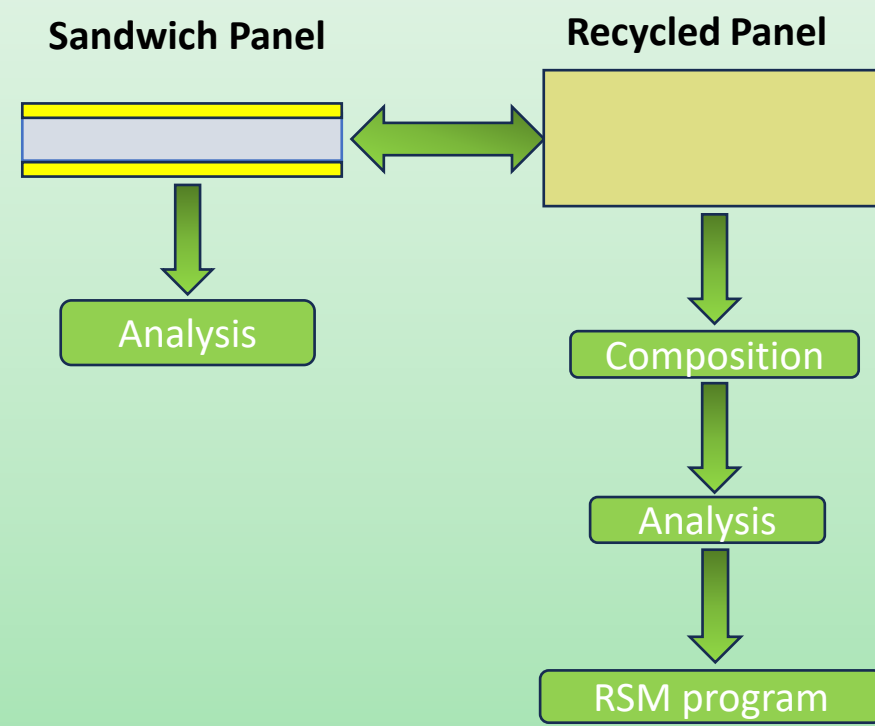 Sandwich Panel
Recycled Panel
Analysis
Composition
Analysis
RSM program